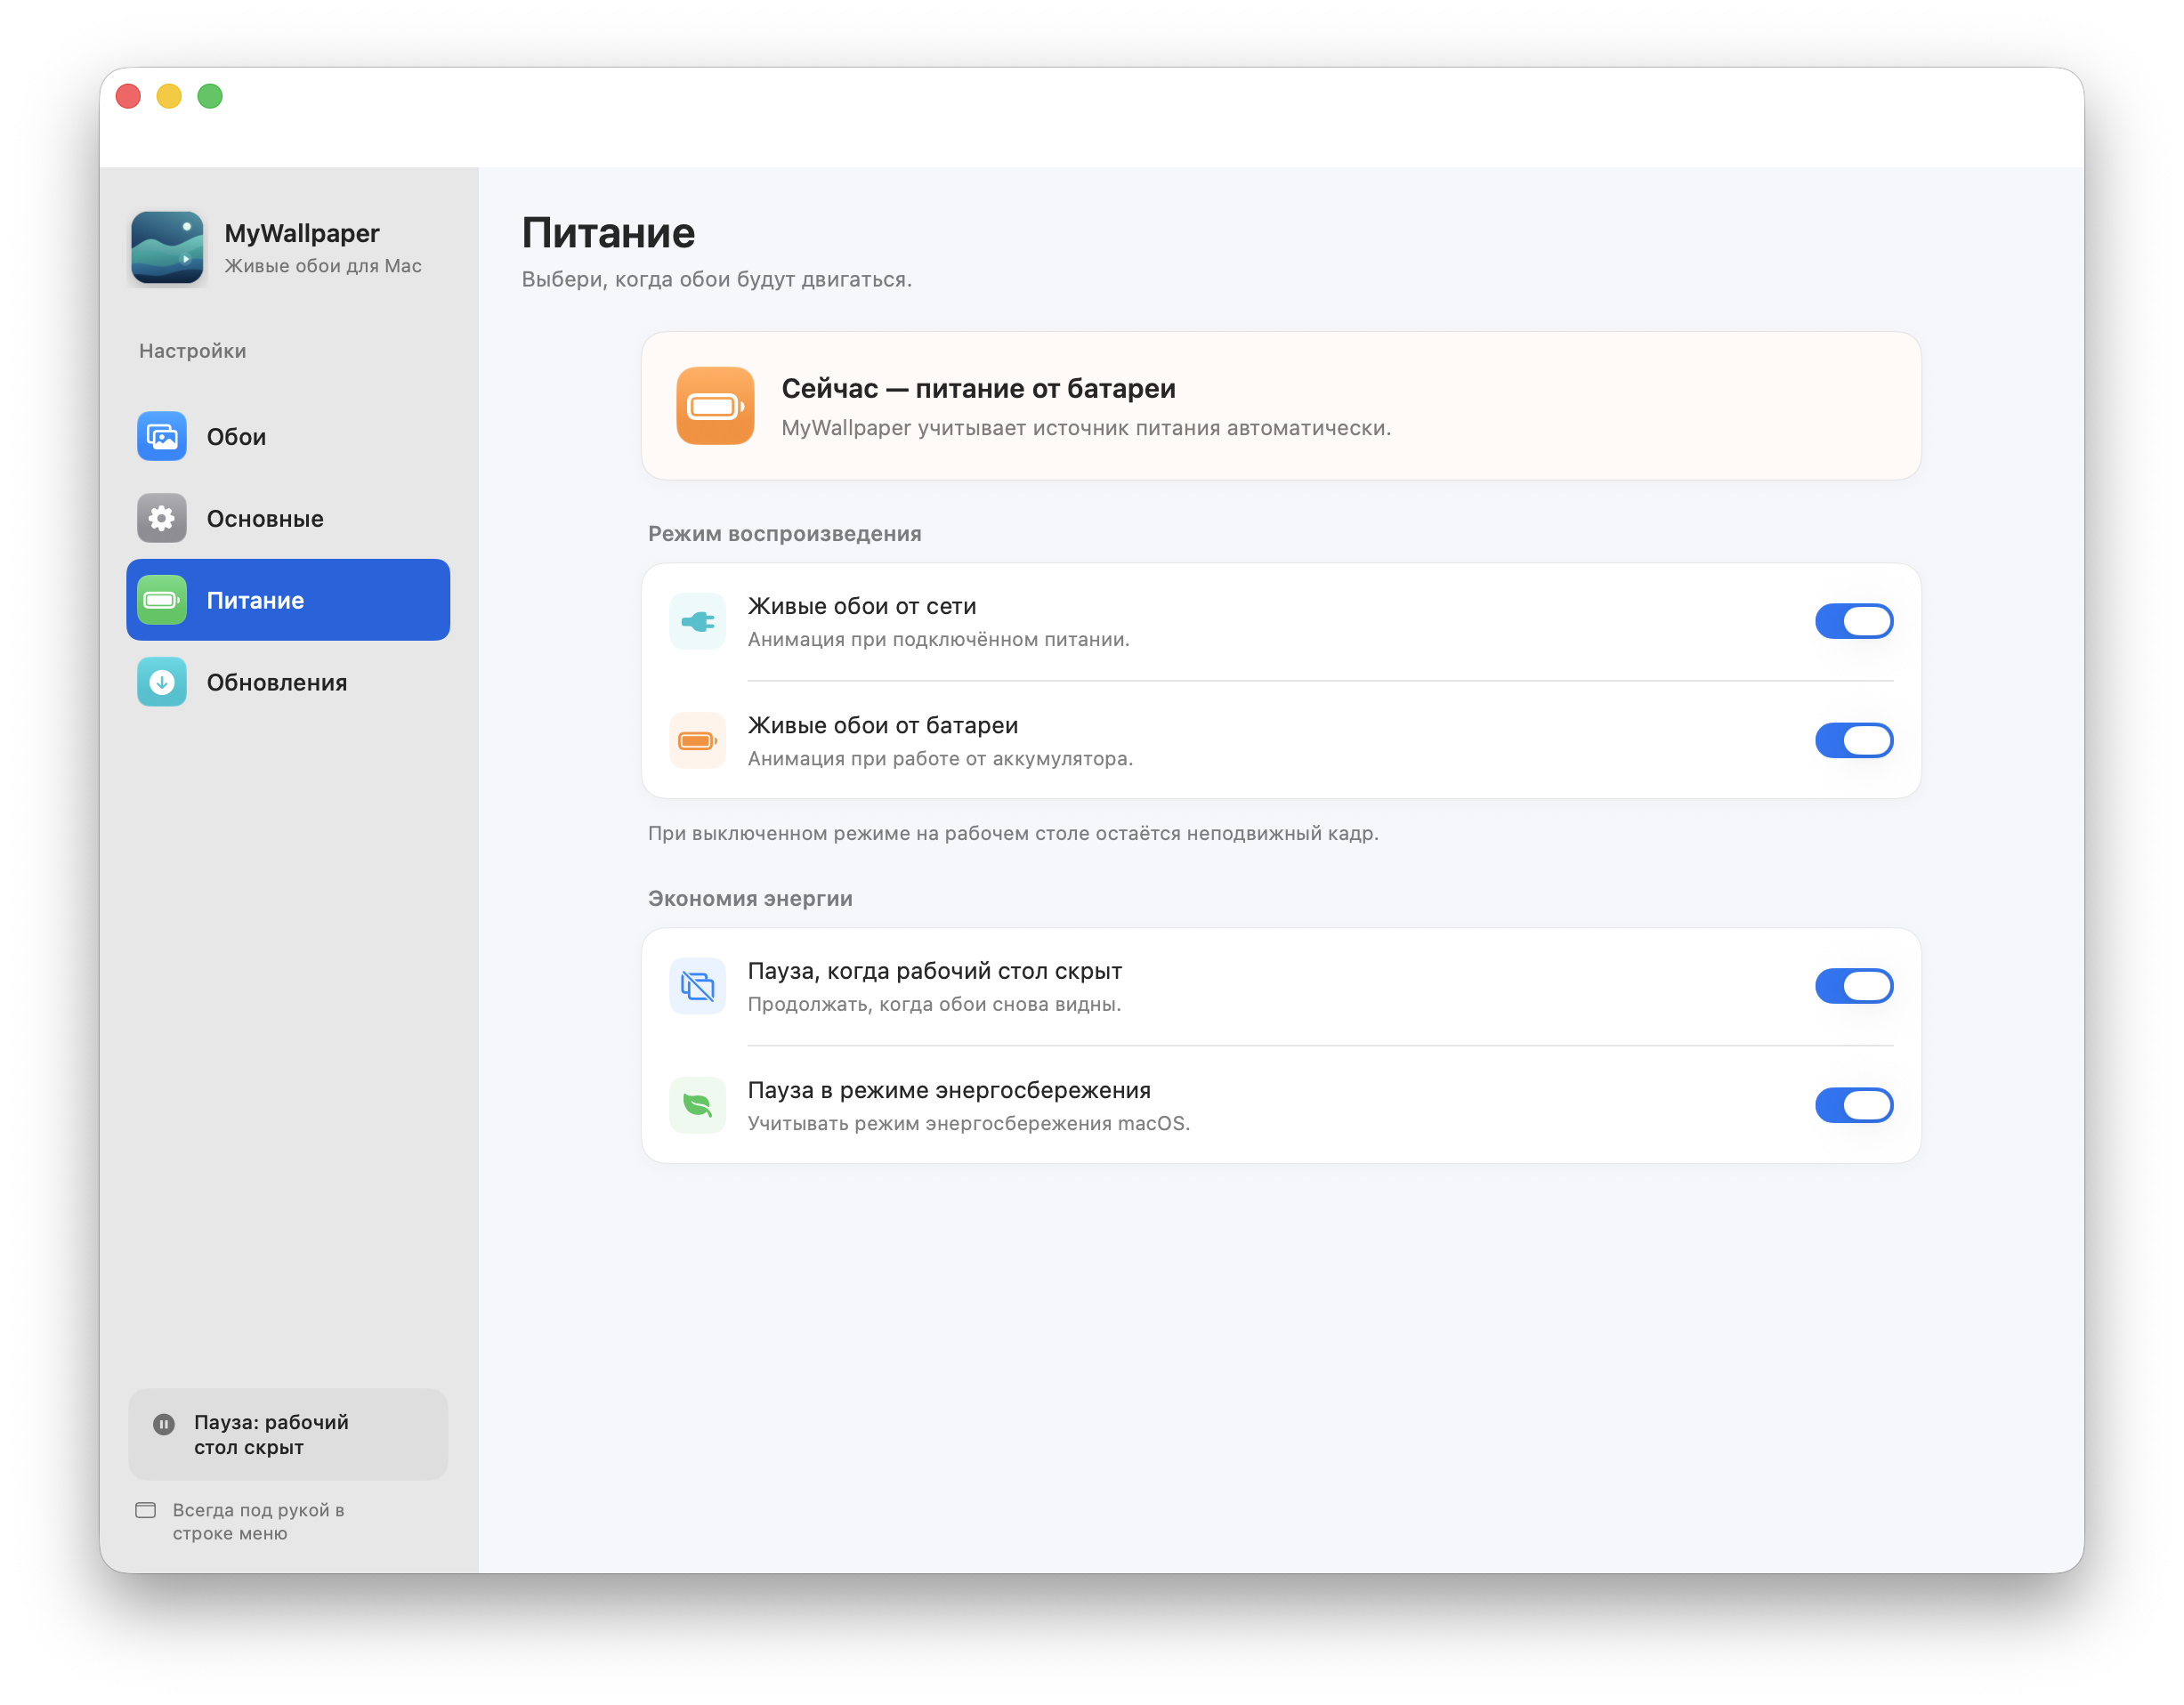 MyWallpaper
Живые обои для Mac
Настройки
Обои
Основные
Питание
Обновления
Пауза: рабочий
стол скрыт
Всегда под рукой в
строке меню
Питание
Выбери, когда обои будут двигаться.
Сейчас — питание от батареи
MyWallpaper учитывает источник питания автоматически.
Режим воспроизведения
Живые обои от сети
Анимация при подключённом питании.
Живые обои от батареи
Анимация при работе от аккумулятора.
При выключенном режиме на рабочем столе остаётся неподвижный кадр.
Экономия энергии
Пауза, когда рабочий стол скрыт
Продолжать, когда обои снова видны.
Пауза в режиме энергосбережения
Учитывать режим энергосбережения macOS.